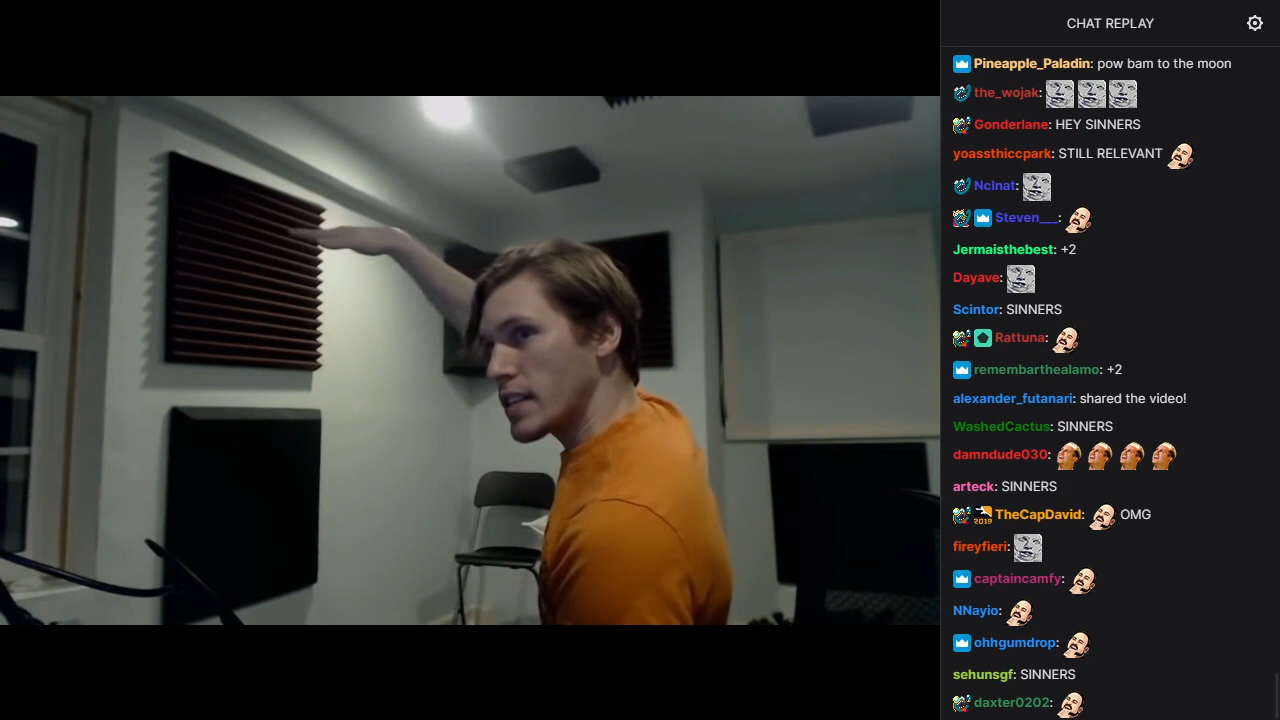 CHAT REPLAY
Pineapple_Paladin: pow bam to the moon
the_wojak:
Gonderlane: HEY SINNERS
yoassthiccpark: STILL RELEVANT
NcInat:
Steven___:
Jermaisthebest: +2
Dayave:
Scintor: SINNERS
Rattuna:
remembarthealamo: +2
alexander_futanari: shared the video!
WashedCactus: SINNERS
damndude030:
arteck: SINNERS
2019 TheCapDavid: OMG
fireyfieri:
captaincamfy:
NNayio:
ohhgumdrop:
sehunsgf: SINNERS
daxter0202: